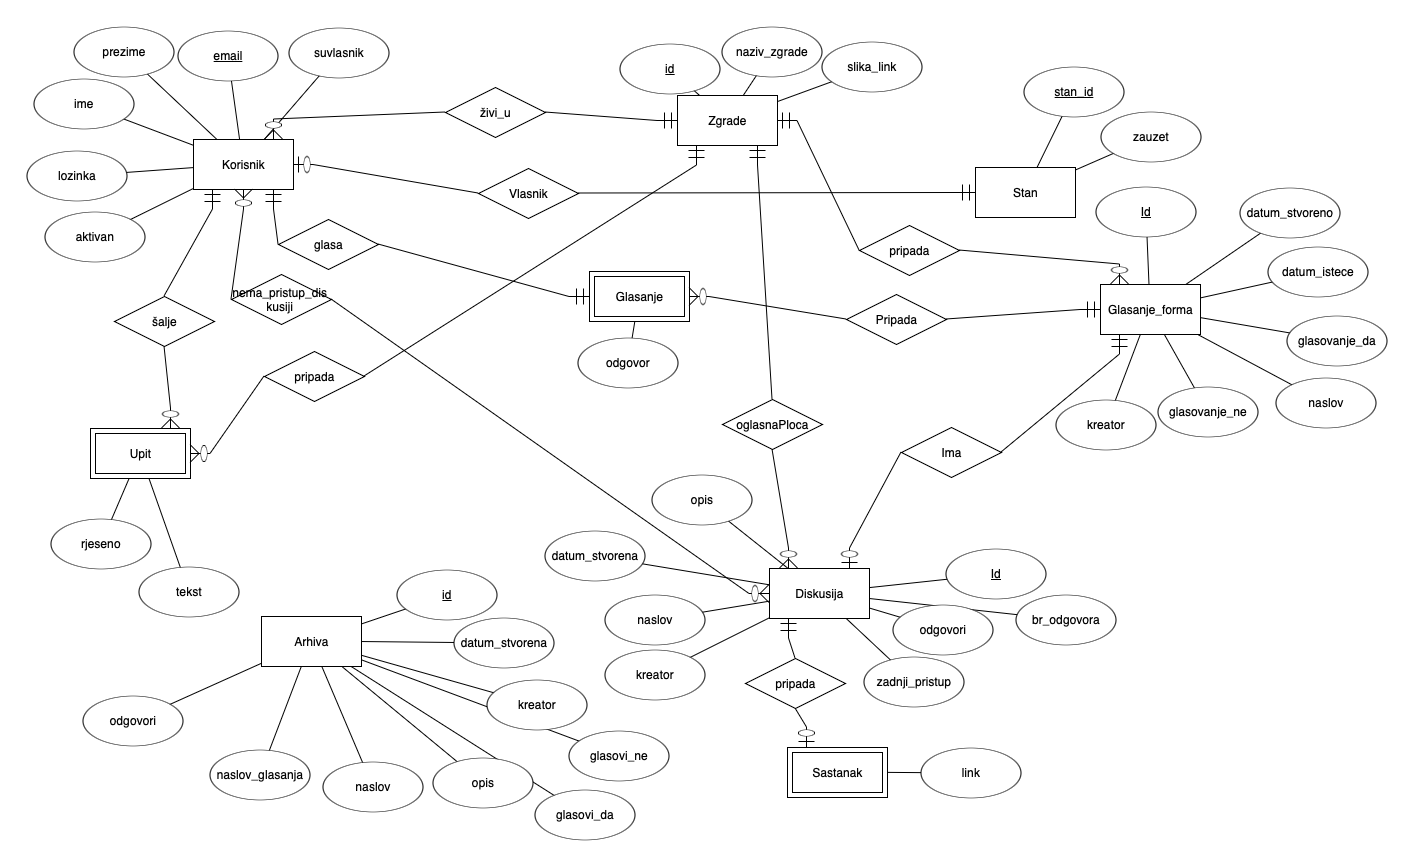 prezime
email
suvlasnik
ime
lozinka
aktivan
Korisnik
živi_u
id
naziv_zgrade
slika_link
Zgrade
stan_id
zauzet
Stan
Vlasnik
glasa
pripada
Id
datum_stvoreno
datum_istece
glasovanje_da
naslov
glasovanje_ne
kreator
Glasanje_forma
nema_pristup_dis
kusiji
šalje
Glasanje
odgovor
Pripada
pripada
oglasnaPloca
Ima
Upit
rjeseno
tekst
opis
datum_stvorena
naslov
kreator
Diskusija
Id
br_odgovora
odgovori
zadnji_pristup
pripada
Sastanak
link
Arhiva
id
datum_stvorena
kreator
glasovi_ne
odgovori
naslov_glasanja
naslov
opis
glasovi_da